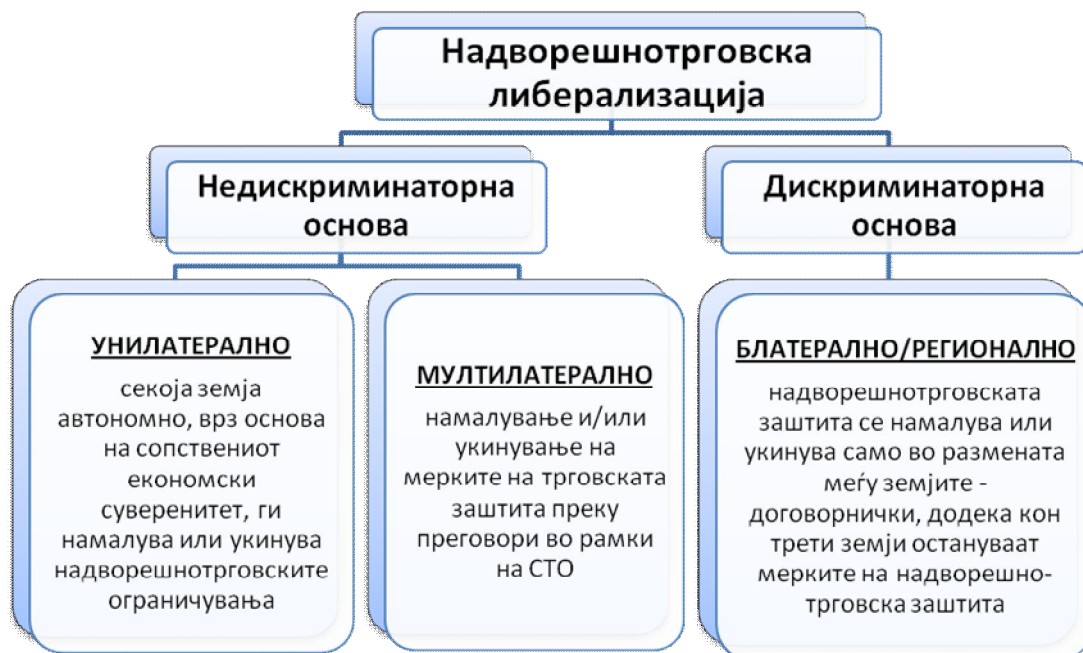 Надворешнотрговска
либерализација
Недискриминаторна
основа
Дискриминаторна
основа
УНИЛАТЕРАЛНО
секоја земја
автономно, врз основа
на сопствениот
економски
суверенитет, ги
намалува или укинува
надворешнотрговските
ограничувања
МУЛТИЛАТЕРАЛНО
намалување и/или
укинување на
мерките на трговската
заштита преку
преговори во рамки
на СТО
БЛАТЕРАЛНО/РЕГИОНАЛНО
надворешнотрговската
заштита се намалува или
укинува само во размената
меѓу земјите -
договорнички, додека кон
трети земји остануваат
мерките на надворешно-
трговска заштита